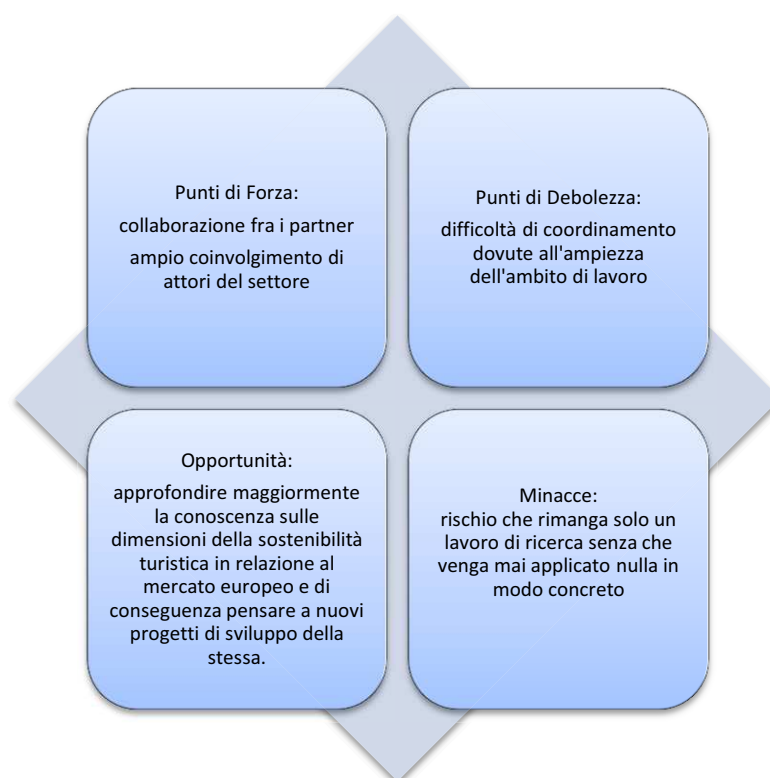 Punti di Forza:
collaborazione fra i partner
ampio coinvolgimento di
attori del settore
Punti di Debolezza:
difficoltà di coordinamento
dovute all'ampiezza
dell'ambito di lavoro
Opportunità:
approfondire maggiormente
la conoscenza sulle
dimensioni della sostenibilità
turistica in relazione al
mercato europeo e di
conseguenza pensare a nuovi
progetti di sviluppo della
stessa.
Minacce:
rischio che rimanga solo un
lavoro di ricerca senza che
venga mai applicato nulla in
modo concreto